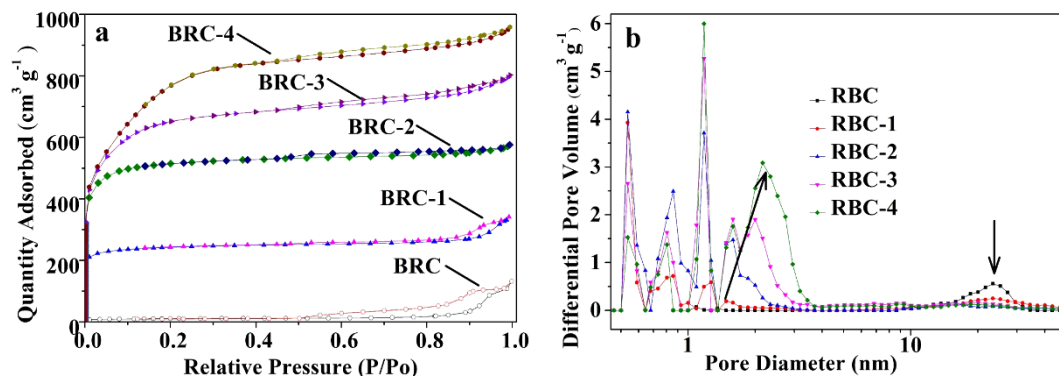 a
Quantity Adsorbed (cm³ g⁻¹)
1000
800
600
400
200
0
BRC-4
BRC-3
BRC-2
BRC-1
BRC
0.0
0.2
0.4
0.6
0.8
1.0
Relative Pressure (P/Po)
b
Differential Pore Volume (cm³ g⁻¹)
6
5
4
3
2
1
0
RBC
RBC-1
RBC-2
RBC-3
RBC-4
1
10
Pore Diameter (nm)